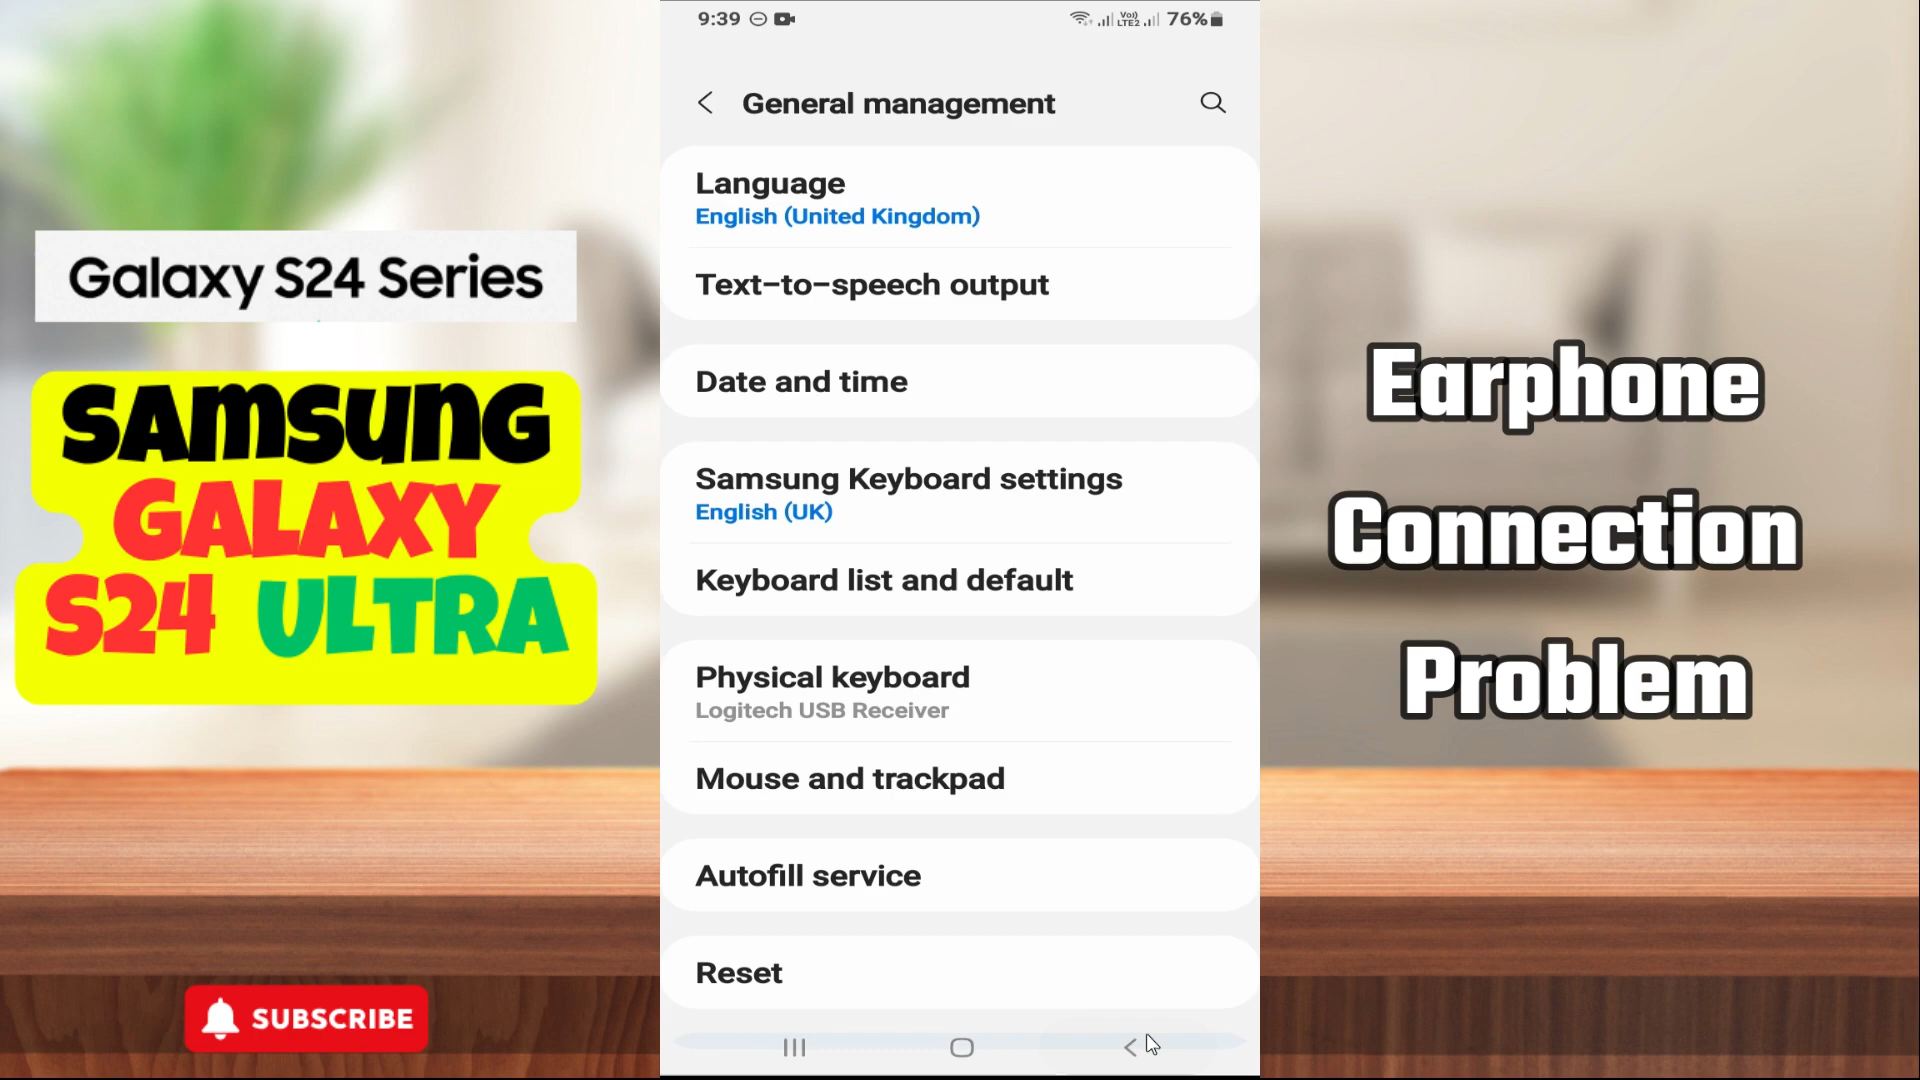 Galaxy S24 Series
SAMSUNG
GALAXY
S24 ULTRA
SUBSCRIBE
9:39
Vo))
LTE2
76%
General management
Language
English (United Kingdom)
Text-to-speech output
Date and time
Samsung Keyboard settings
English (UK)
Keyboard list and default
Physical keyboard
Logitech USB Receiver
Mouse and trackpad
Autofill service
Reset
Earphone
Connection
Problem